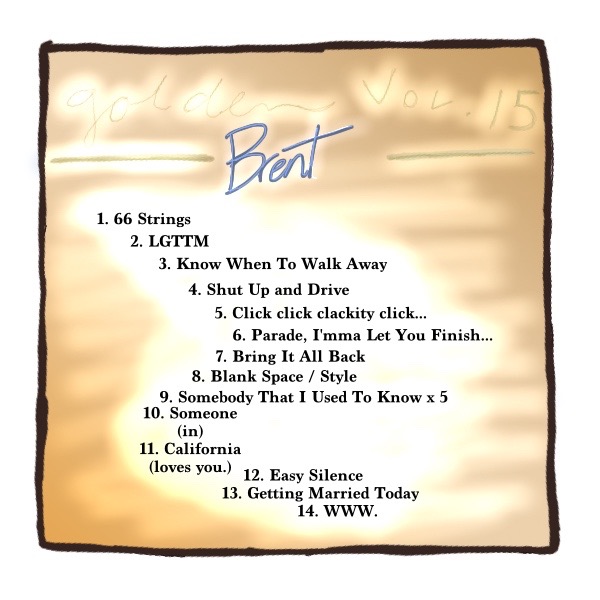 golden Vol. 15
Brent
1. 66 Strings
2. LGTTM
3. Know When To Walk Away
4. Shut Up and Drive
5. Click click clackity click...
6. Parade, I'mma Let You Finish...
7. Bring It All Back
8. Blank Space / Style
9. Somebody That I Used To Know x 5
10. Someone
(in)
11. California
(loves you.)
12. Easy Silence
13. Getting Married Today
14. WWW.